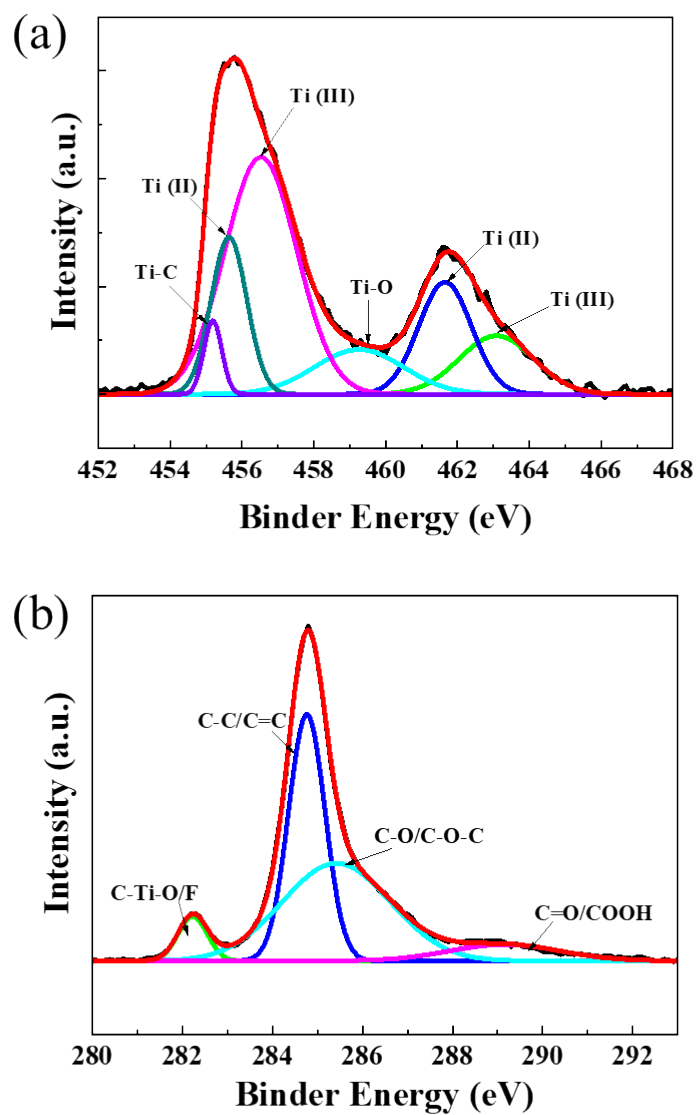 (a)
Ti (III)
Ti (II)
Ti-C
Ti-O
Ti (II)
Ti (III)
Intensity (a.u.)
452 454 456 458 460 462 464 466 468
Binder Energy (eV)
(b)
C-C/C=C
C-O/C-O-C
C-Ti-O/F
C=O/COOH
Intensity (a.u.)
280 282 284 286 288 290 292
Binder Energy (eV)